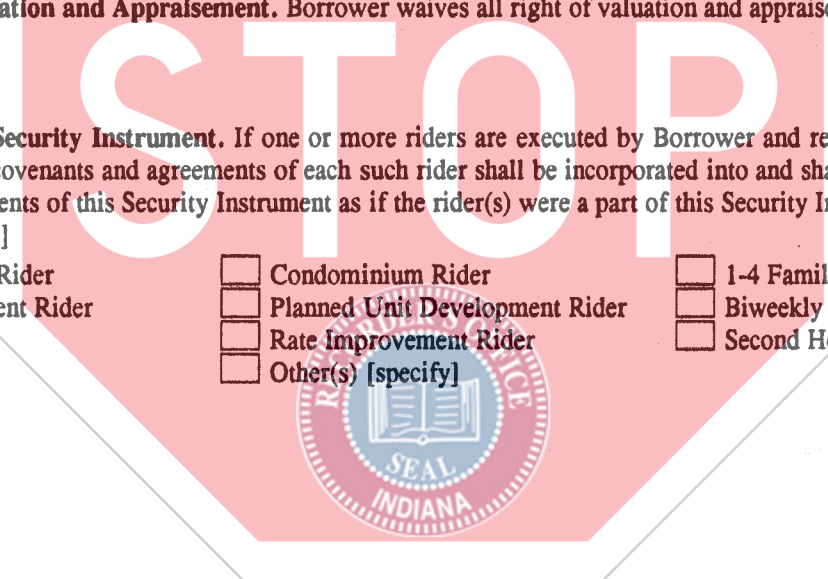 ation and Appraisement. Borrower waives all right of valuation and appraise
STOP
Security Instrument. If one or more riders are executed by Borrower and re
ovenants and agreements of each such rider shall be incorporated into and sha
ents of this Security Instrument as if the rider(s) were a part of this Security In
]
Rider Condominium Rider 1-4 Famil
ent Rider Planned Unit Development Rider Biweekly
Rate Improvement Rider Second H
Other(s) [specify]
RECORDER'S OFFICE
SEAL
INDIANA